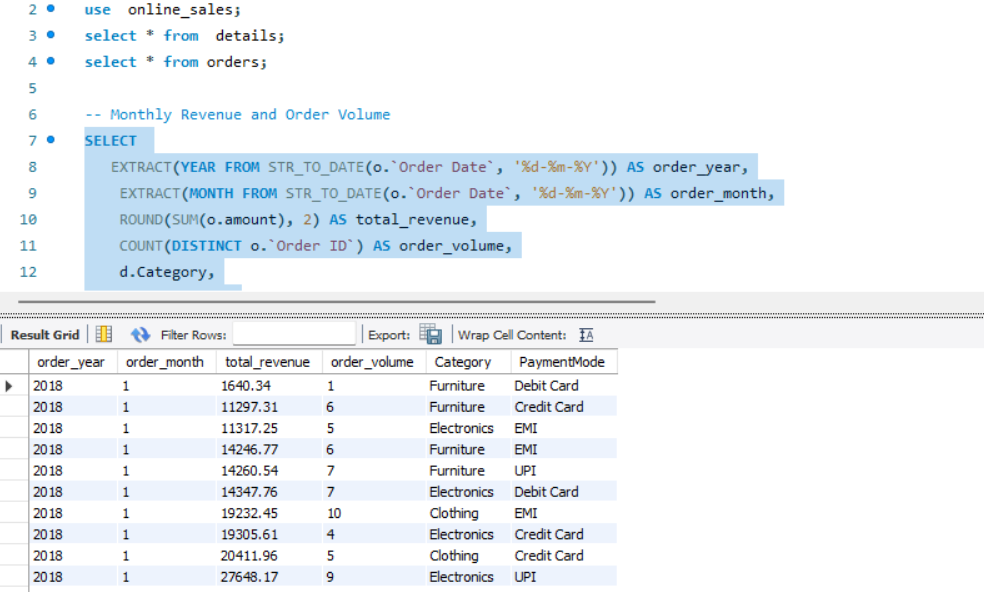 2 use online_sales;
3 select * from details;
4 select * from orders;
5
6 -- Monthly Revenue and Order Volume
7 SELECT
8 EXTRACT(YEAR FROM STR_TO_DATE(o.`Order Date`, '%d-%m-%Y')) AS order_year,
9 EXTRACT(MONTH FROM STR_TO_DATE(o.`Order Date`, '%d-%m-%Y')) AS order_month,
10 ROUND(SUM(o.amount), 2) AS total_revenue,
11 COUNT(DISTINCT o.`Order ID`) AS order_volume,
12 d.Category,
Result Grid Filter Rows: Export: Wrap Cell Content:
order_year order_month total_revenue order_volume Category PaymentMode
2018 1 1640.34 1 Furniture Debit Card
2018 1 11297.31 6 Furniture Credit Card
2018 1 11317.25 5 Electronics EMI
2018 1 14246.77 6 Furniture EMI
2018 1 14260.54 7 Furniture UPI
2018 1 14347.76 7 Electronics Debit Card
2018 1 19232.45 10 Clothing EMI
2018 1 19305.61 4 Electronics Credit Card
2018 1 20411.96 5 Clothing Credit Card
2018 1 27648.17 9 Electronics UPI